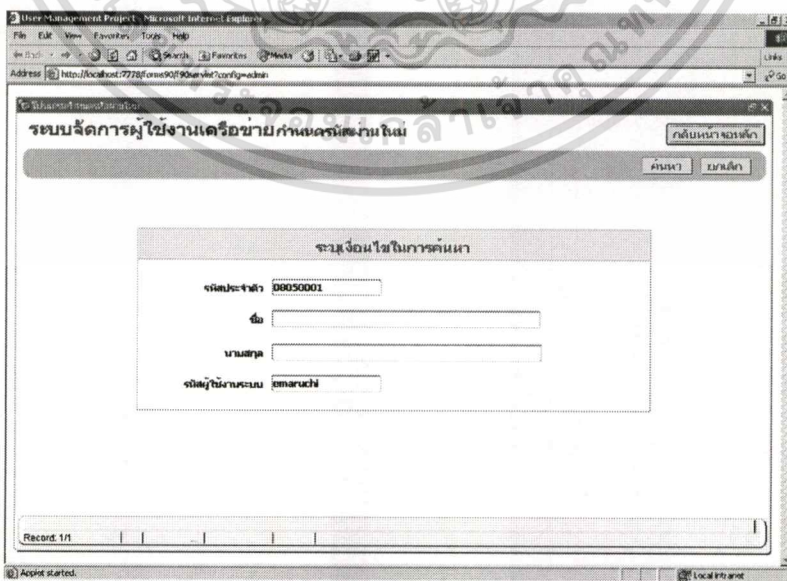 User Management Project - Microsoft Internet Explorer
File Edit View Favorites Tools Help
Back Search Favorites Media
Links
Address http://localhost:7778/forms90/f90servlet?config=admin Go
ระบบจัดการผู้ใช้งานเครือข่าย กำหนดรหัสผ่านใหม่
กลับหน้าจอหลัก
ค้นหา ยกเลิก
ระบุเงื่อนไขในการค้นหา
รหัสประจำตัว 08050001
ชื่อ
นามสกุล
รหัสผู้ใช้งานระบบ emaruchi
Record: 1/1
Applet started. Local intranet